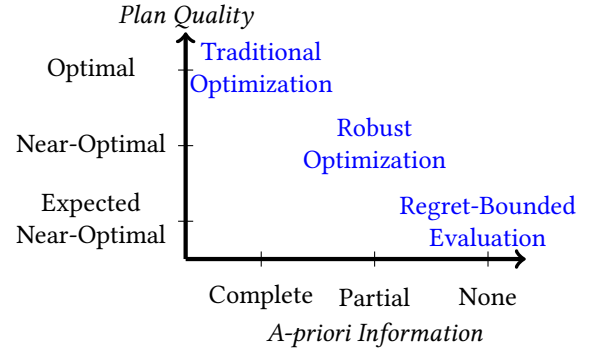 Plan Quality
Traditional
Optimization
Optimal
Robust
Optimization
Near-Optimal
Expected
Near-Optimal
Regret-Bounded
Evaluation
Complete
Partial
None
A-priori Information